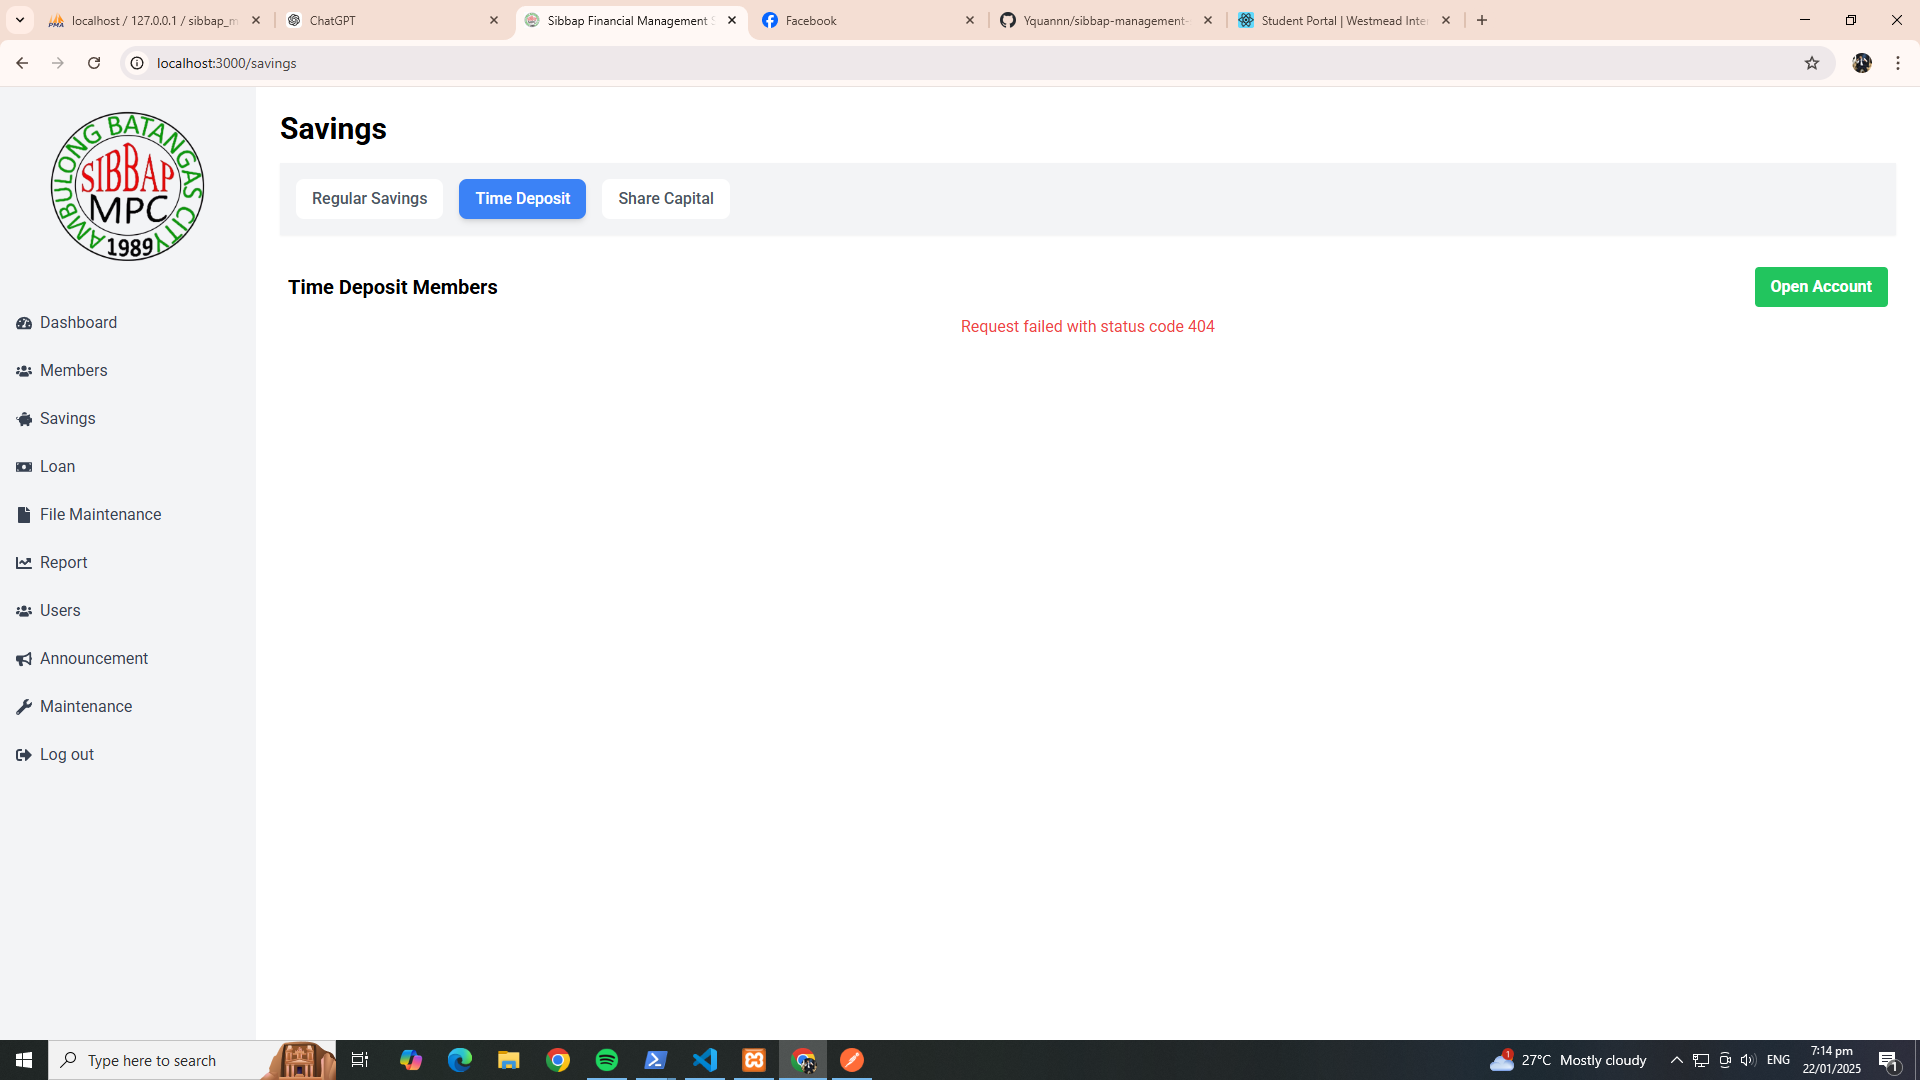 localhost / 127.0.0.1 / sibbap_m
ChatGPT
Sibbap Financial Management S
Facebook
Yquannn/sibbap-management-
Student Portal | Westmead Inte
localhost:3000/savings
AMBULONG BATANGAS CITY
SIBBAP
MPC
1989
Dashboard
Members
Savings
Loan
File Maintenance
Report
Users
Announcement
Maintenance
Log out
Savings
Regular Savings
Time Deposit
Share Capital
Time Deposit Members
Open Account
Request failed with status code 404
Type here to search
1
27°C Mostly cloudy
ENG
7:14 pm
22/01/2025
1